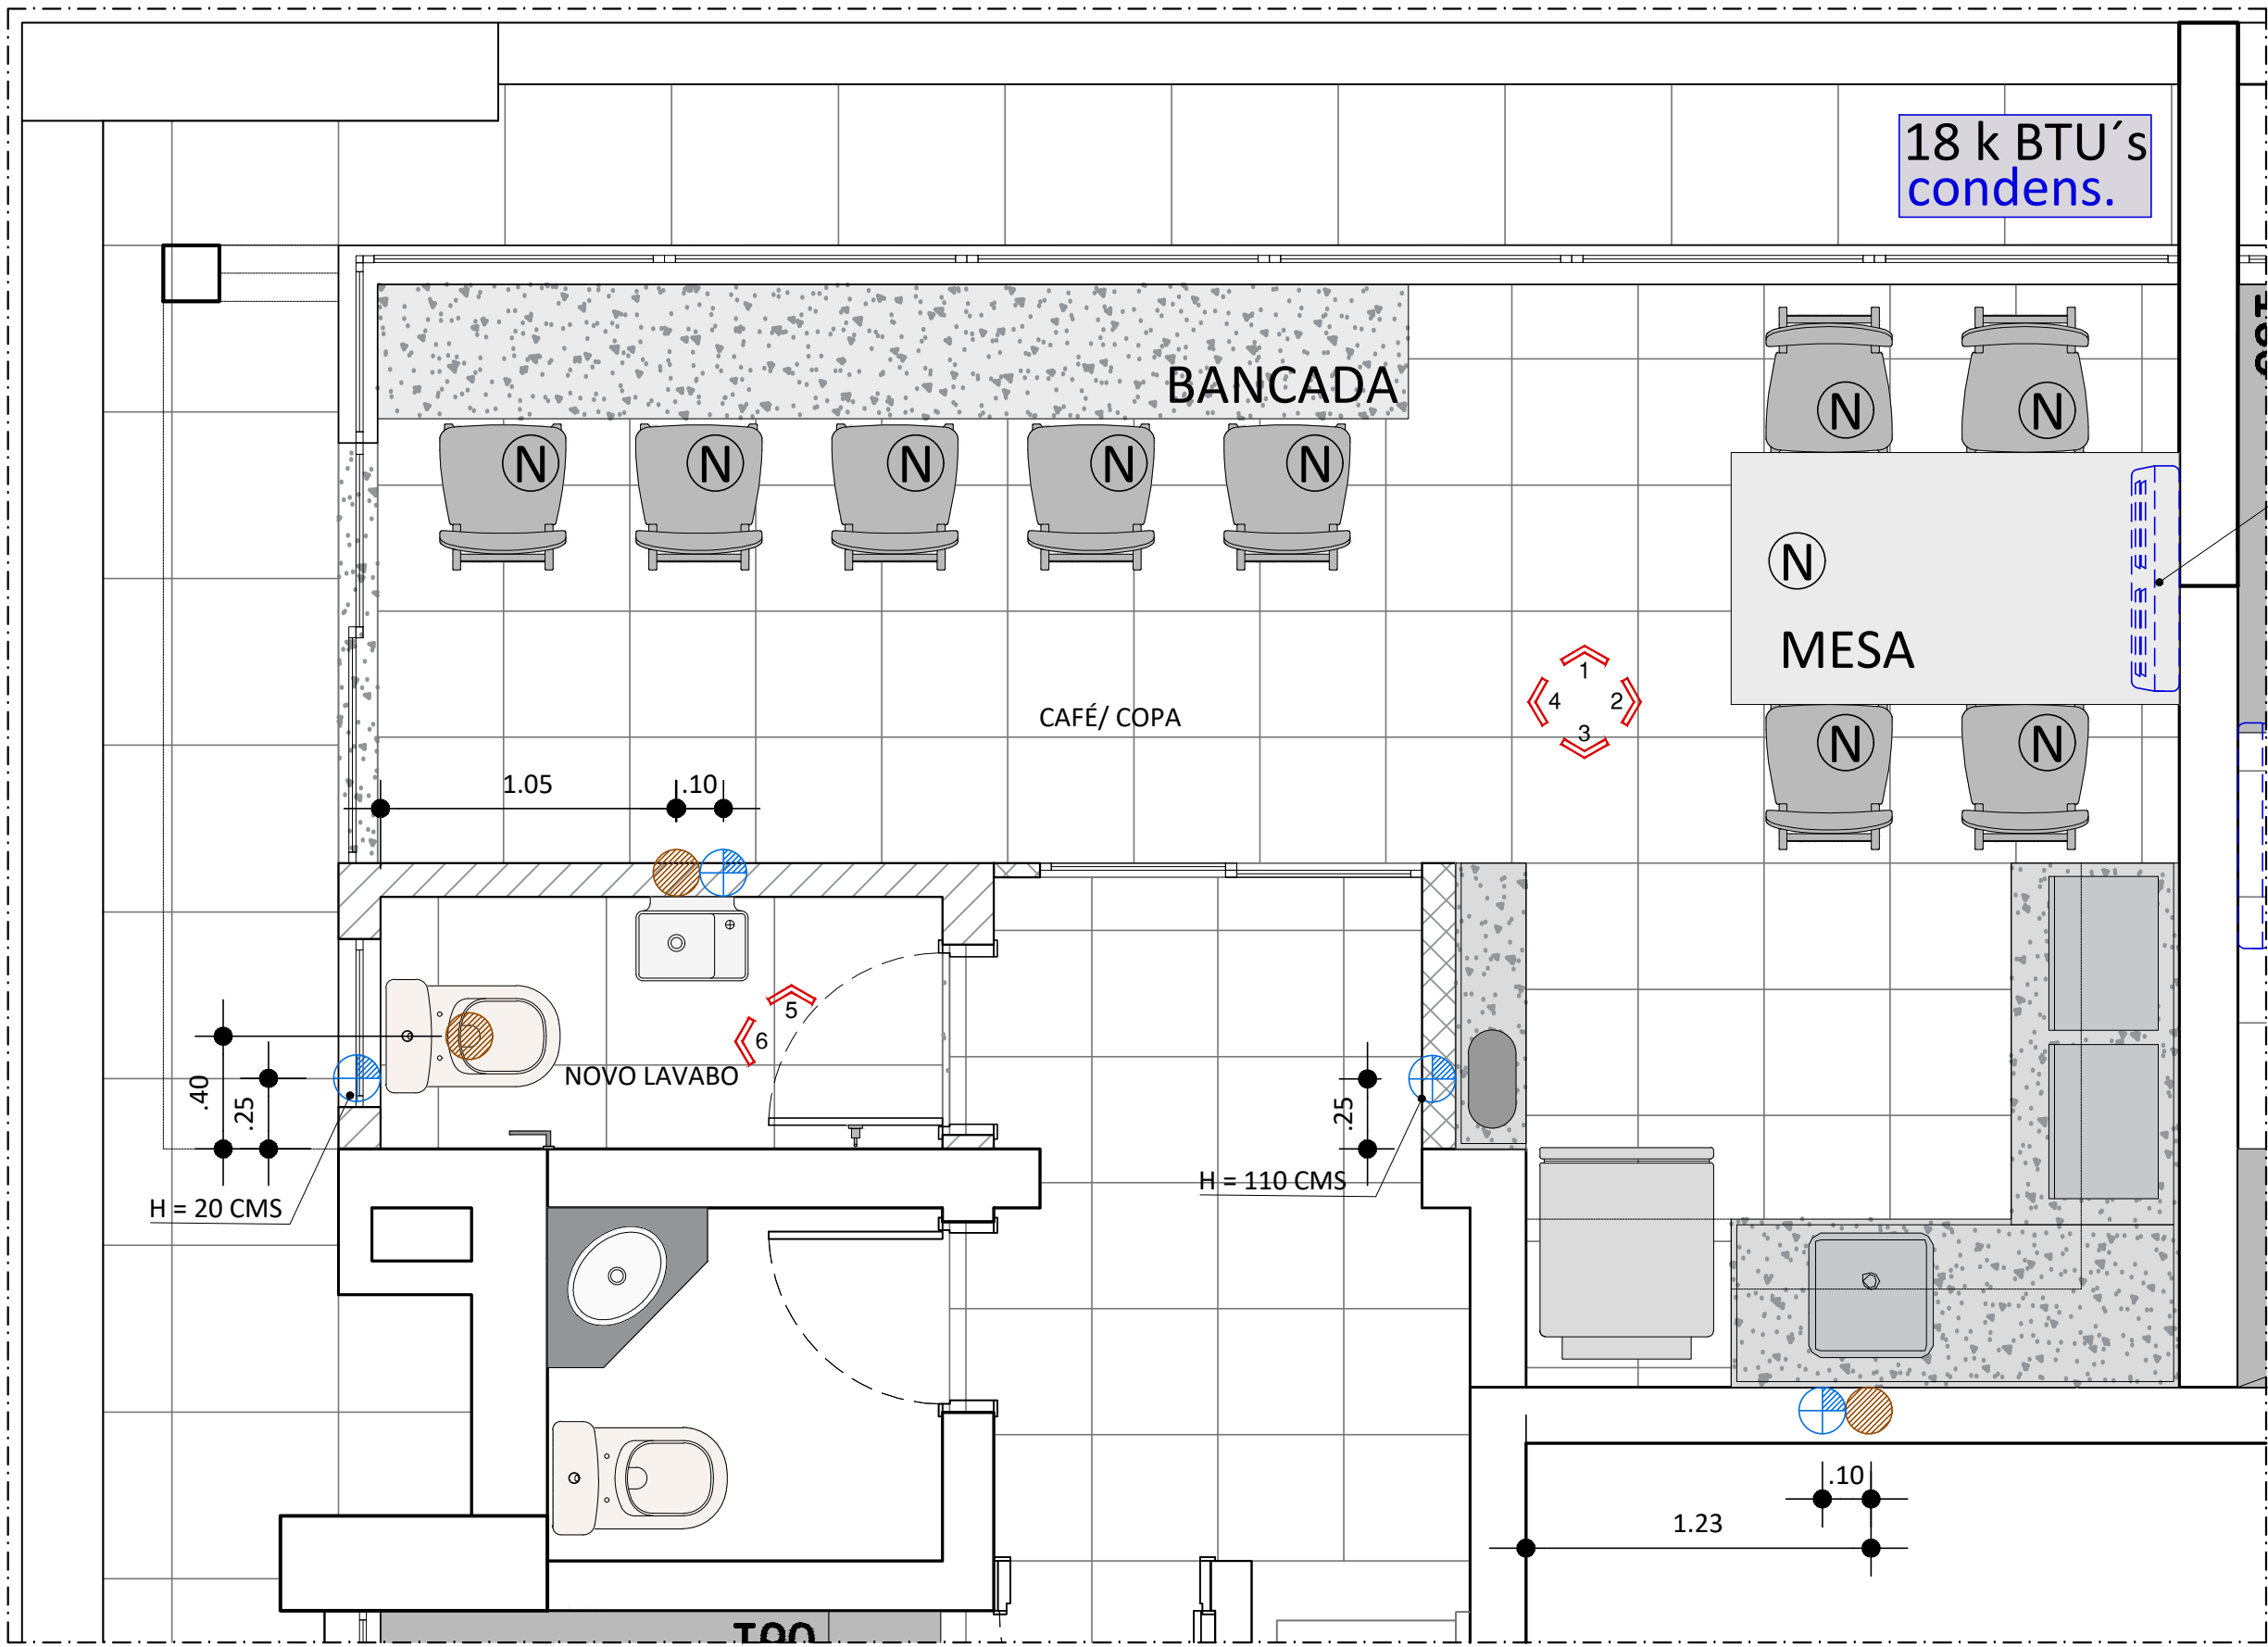 18 k BTU´s
condens.
BANCADA
N
N
N
N
N
N
N
N
MESA
N
N
1
4
2
3
CAFÉ/ COPA
1.05
.10
5
6
NOVO LAVABO
.40
.25
.25
H = 20 CMS
H = 110 CMS
.10
1.23